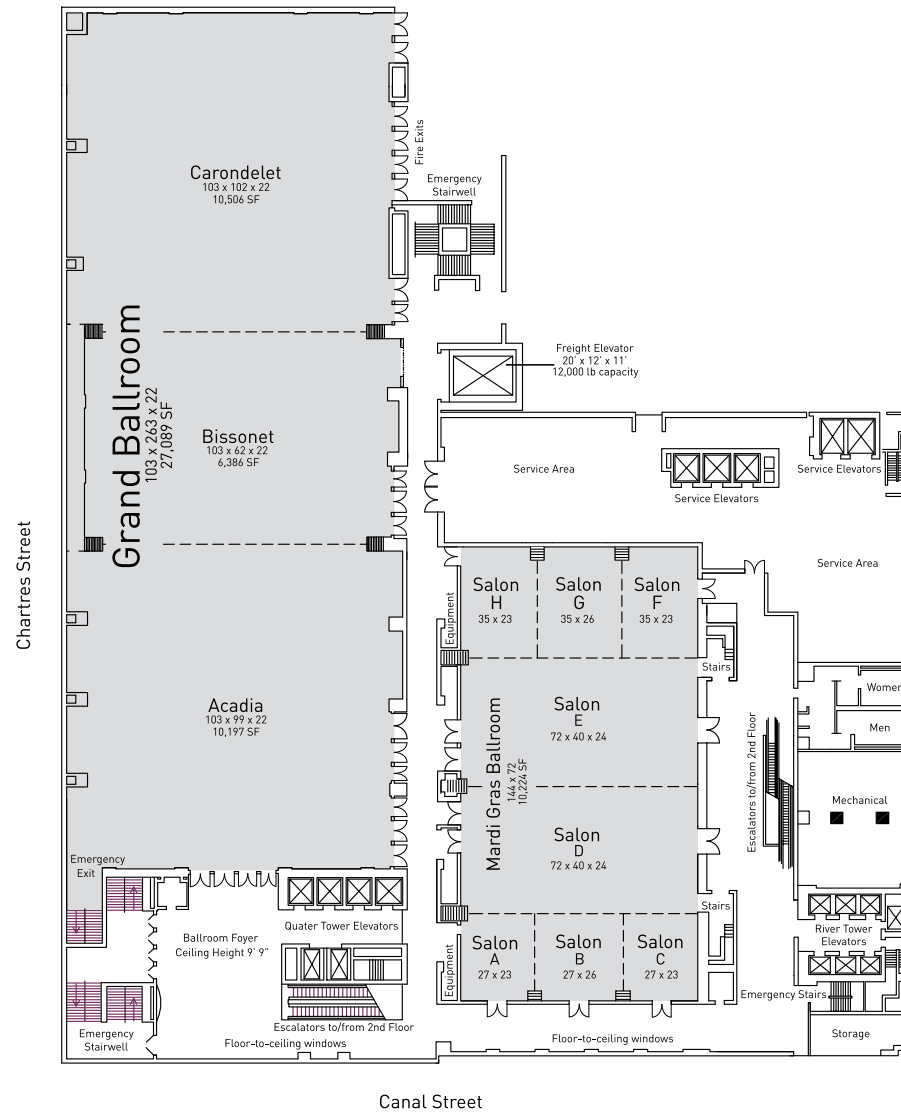 Carondelet
103 x 102 x 22
10,506 SF
Fire Exits
Emergency
Stairwell
Grand Ballroom
103 x 263 x 22
27,089 SF
Freight Elevator
20' x 12' x 11'
12,000 lb capacity
Bissonet
103 x 62 x 22
6,386 SF
Service Area
Service Elevators
Service Elevators
Chartres Street
Service Area
Equipment
Salon
H
35 x 23
Salon
G
35 x 26
Salon
F
35 x 23
Stairs
Women
Men
Acadia
103 x 99 x 22
10,197 SF
Mardi Gras Ballroom
144 x 72
10,224 SF
Salon
E
72 x 40 x 24
Escalators to/from 2nd Floor
Mechanical
Salon
D
72 x 40 x 24
Emergency
Exit
Stairs
Quater Tower Elevators
Ballroom Foyer
Ceiling Height 9' 9"
River Tower
Elevators
Equipment
Salon
A
27 x 23
Salon
B
27 x 26
Salon
C
27 x 23
Emergency Stairs
Escalators to/from 2nd Floor
Emergency
Stairwell
Floor-to-ceiling windows
Floor-to-ceiling windows
Storage
Canal Street